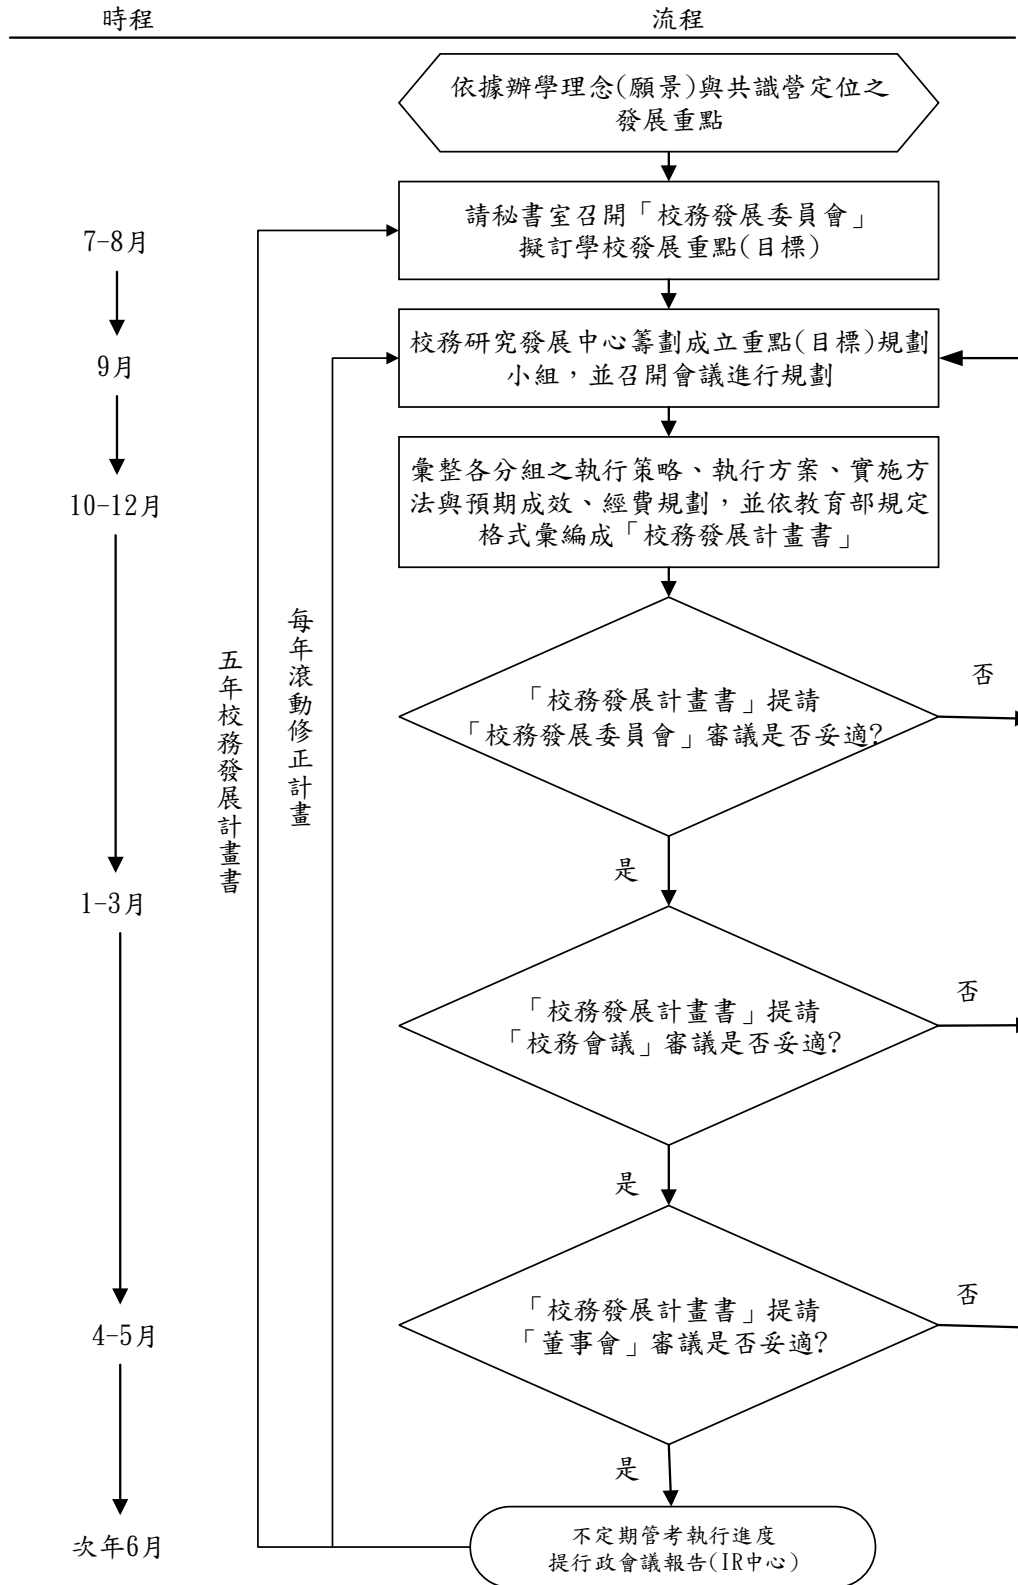 時程
流程
依據辦學理念(願景)與共識營定位之
發展重點
請秘書室召開「校務發展委員會」
擬訂學校發展重點(目標)
7-8月
校務研究發展中心籌劃成立重點(目標)規劃
小組，並召開會議進行規劃
9月
彙整各分組之執行策略、執行方案、實施方
法與預期成效、經費規劃，並依教育部規定
格式彙編成「校務發展計畫書」
10-12月
每年滾動修正計畫
五年校務發展計畫書
「校務發展計畫書」提請
「校務發展委員會」審議是否妥適?
否
是
1-3月
「校務發展計畫書」提請
「校務會議」審議是否妥適?
否
是
「校務發展計畫書」提請
「董事會」審議是否妥適?
否
4-5月
是
不定期管考執行進度
提行政會議報告(IR中心)
次年6月